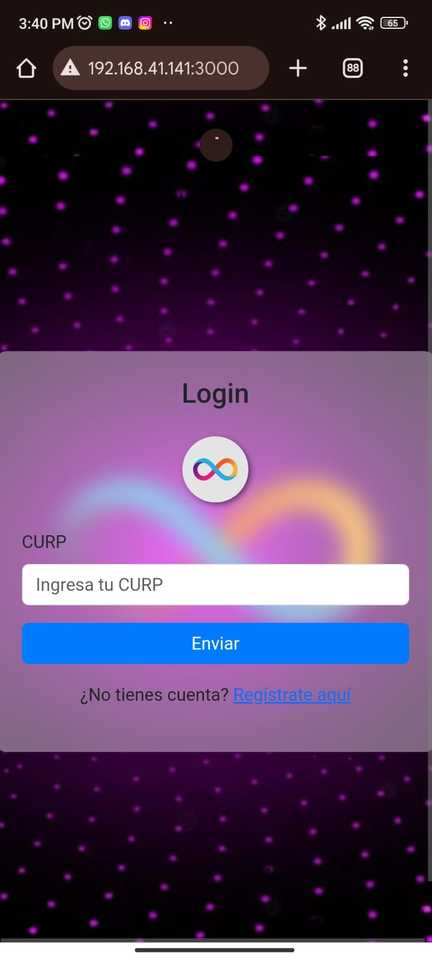 3:40 PM
65
192.168.41.141:3000
88
Login
CURP
Ingresa tu CURP
Enviar
¿No tienes cuenta? Regístrate aquí